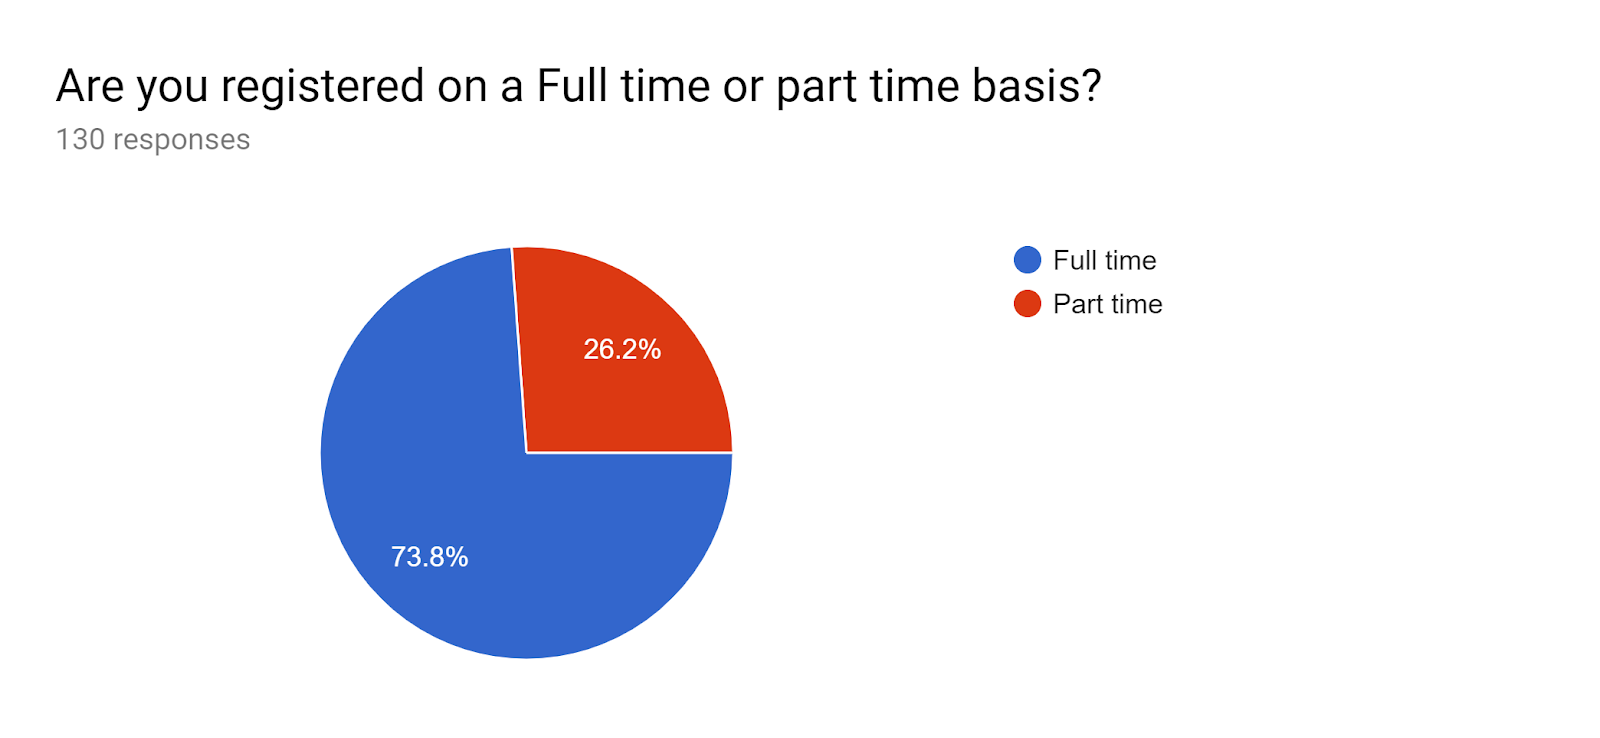 Are you registered on a Full time or part time basis?
130 responses
Full time
Part time
26.2%
73.8%